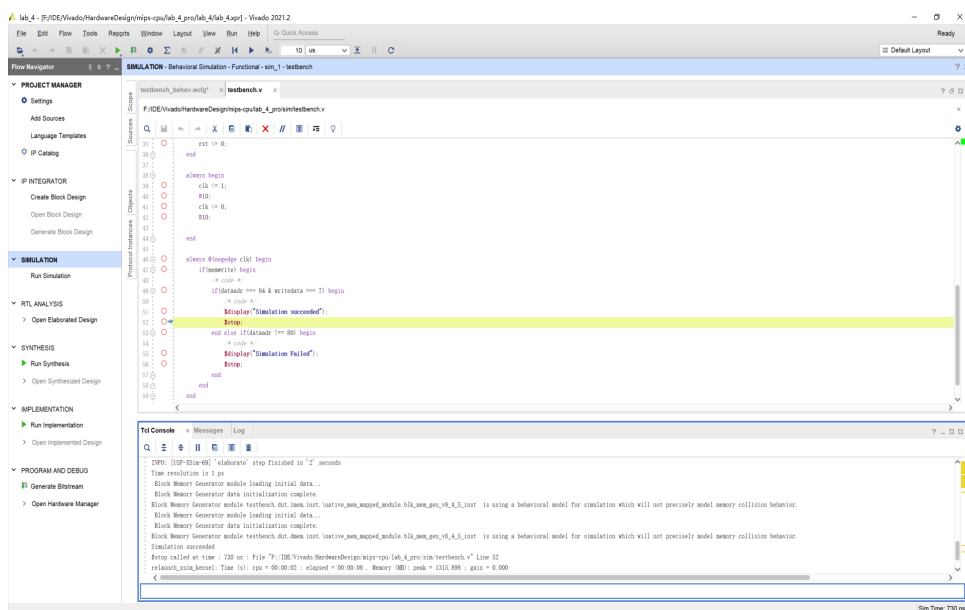 lab_4 - [F:/IDE/Vivado/HardwareDesign/mips-cpu/lab_4_pro/lab_4/lab_4.xpr] - Vivado 2021.2
File Edit Flow Tools Reports Window Layout View Run Help Q- Quick Access Ready
10 us Default Layout
Flow Navigator SIMULATION - Behavioral Simulation - Functional - sim_1 - testbench
PROJECT MANAGER
Settings
Add Sources
Language Templates
IP Catalog
IP INTEGRATOR
Create Block Design
Open Block Design
Generate Block Design
SIMULATION
Run Simulation
RTL ANALYSIS
Open Elaborated Design
SYNTHESIS
Run Synthesis
Open Synthesized Design
IMPLEMENTATION
Run Implementation
Open Implemented Design
PROGRAM AND DEBUG
Generate Bitstream
Open Hardware Manager
Scope
Sources
Objects
Protocol Instances
testbench_behav.wcfg* × testbench.v ×
F:/IDE/Vivado/HardwareDesign/mips-cpu/lab_4_pro/sim/testbench.v
35 rst <= 0;
36 end
37
38 always begin
39 clk <= 1;
40 #10;
41 clk <= 0;
42 #10;
43
44 end
45
46 always @(negedge clk) begin
47 if(memwrite) begin
48 /* code */
49 if(dataadr === 84 & writedata === 7) begin
50 /* code */
51 $display("Simulation succeeded");
52 $stop;
53 end else if(dataadr !== 80) begin
54 /* code */
55 $display("Simulation Failed");
56 $stop;
57 end
58 end
59 end
Tcl Console × Messages Log
INFO: [USF-XSim-69] 'elaborate' step finished in '2' seconds
Time resolution is 1 ps
Block Memory Generator module loading initial data...
Block Memory Generator data initialization complete.
Block Memory Generator module testbench.dut.imem.inst.\native_mem_mapped_module.blk_mem_gen_v8_4_5_inst is using a behavioral model for simulation which will not precisely model memory collision behavior.
Block Memory Generator module loading initial data...
Block Memory Generator data initialization complete.
Block Memory Generator module testbench.dut.dmem.inst.\native_mem_mapped_module.blk_mem_gen_v8_4_5_inst is using a behavioral model for simulation which will not precisely model memory collision behavior.
Simulation succeeded
$stop called at time : 730 ns : File "F:/IDE/Vivado/HardwareDesign/mips-cpu/lab_4_pro/sim/testbench.v" Line 52
relaunch_xsim_kernel: Time (s): cpu = 00:00:02 ; elapsed = 00:00:06 . Memory (MB): peak = 1315.898 ; gain = 0.000
Sim Time: 730 ns